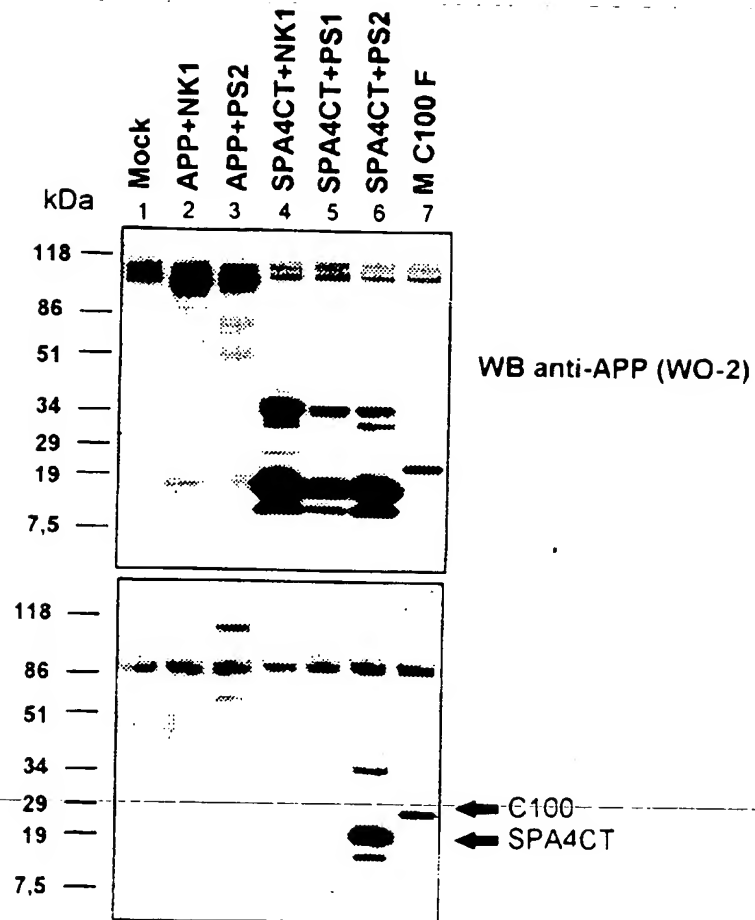 Mock
APP+NK1
APP+PS2
SPA4CT+NK1
SPA4CT+PS1
SPA4CT+PS2
M C100 F
kDa 1 2 3 4 5 6 7
118
86
51
34
29
19
7,5
WB anti-APP (WO-2)
118
86
51
34
29
19
7,5
C100
SPA4CT